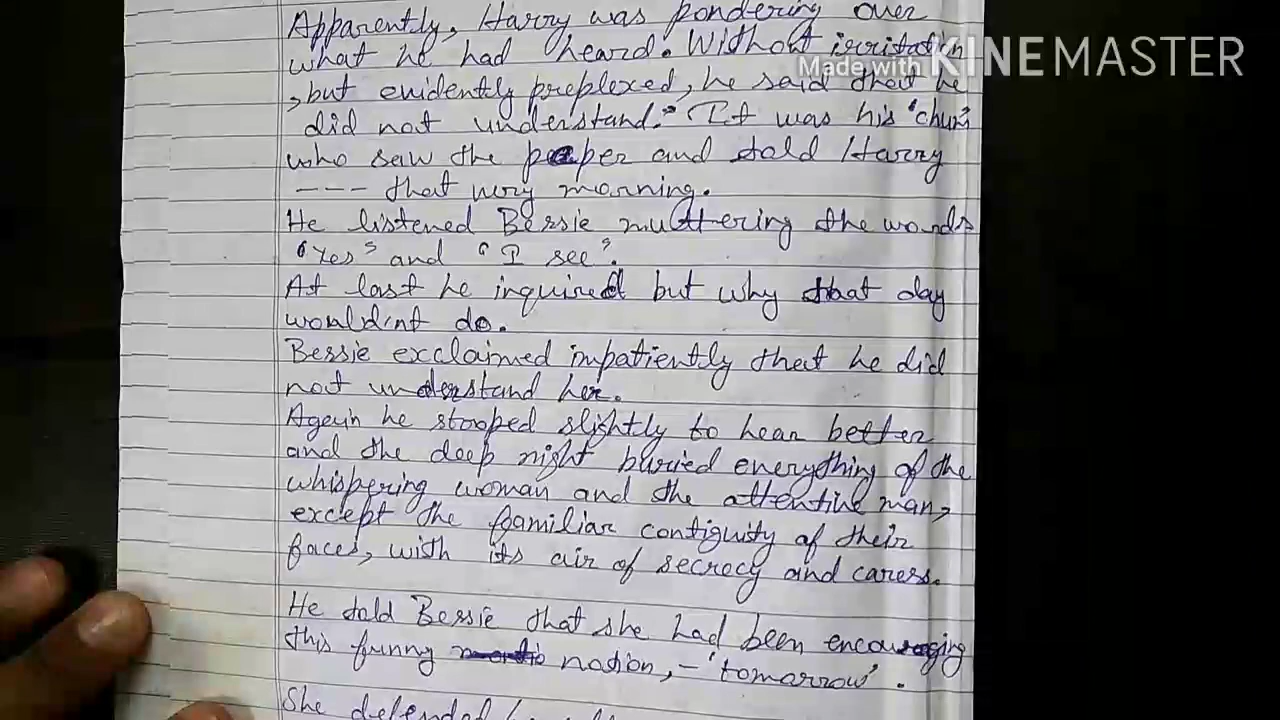 Apparently, Harry was pondering over
what he had heard. Without irritation
Made with KINEMASTER
, but evidently preplexed, he said that he
did not understand. It was his 'chum'
who saw the paper and told Harry
--- that very morning.
He listened Bessie muttering the words
"Yes" and "I see".
At last he inquired but why that day
wouldn't do.
Bessie exclaimed impatiently that he did
not understand her.
Again he stooped slightly to hear better
and the deep night buried everything of the
whispering woman and the attentive man,
except the familiar contiguity of their
faces, with its air of secrecy and caress.
He told Bessie that she had been encouraging
this funny notion, - 'tomorrow'.
She defended